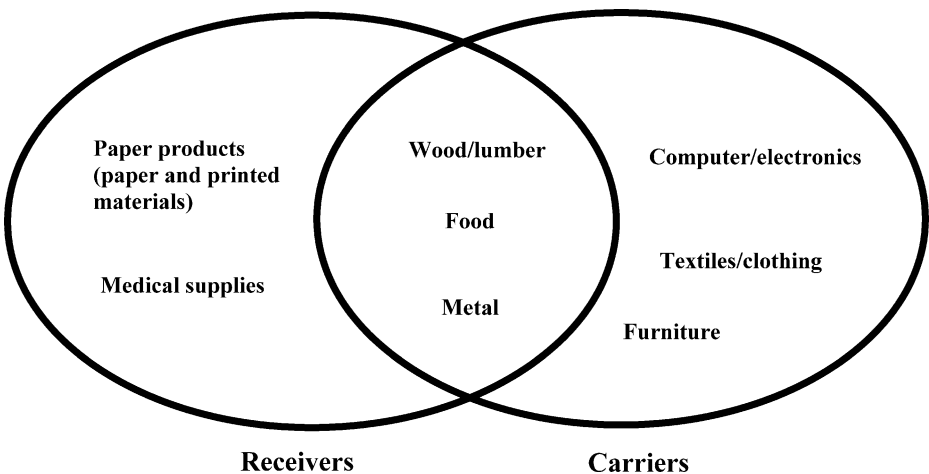 Paper products
(paper and printed
materials)
Medical supplies
Wood/lumber
Food
Metal
Computer/electronics
Textiles/clothing
Furniture
Receivers
Carriers